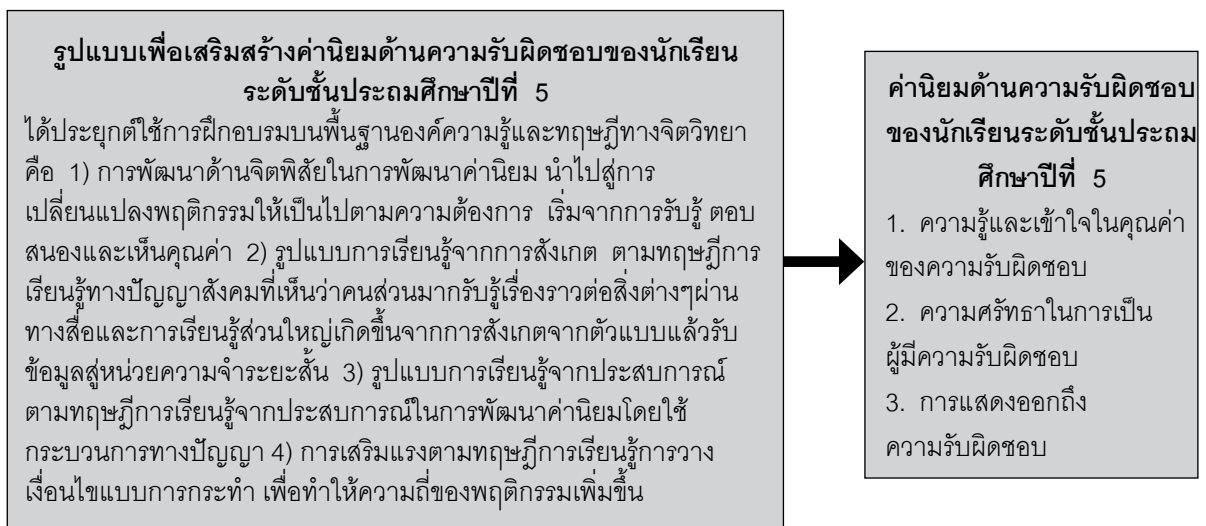 รูปแบบเพื่อเสริมสร้างค่านิยมด้านความรับผิดชอบของนักเรียน
ระดับชั้นประถมศึกษาปีที่ 5
ได้ประยุกต์ใช้การฝึกอบรมบนพื้นฐานองค์ความรู้และทฤษฎีทางจิตวิทยา
คือ 1) การพัฒนาด้านจิตพิสัยในการพัฒนาค่านิยม นำไปสู่การ
เปลี่ยนแปลงพฤติกรรมให้เป็นไปตามความต้องการ เริ่มจากการรับรู้ ตอบ
สนองและเห็นคุณค่า 2) รูปแบบการเรียนรู้จากการสังเกต ตามทฤษฎีการ
เรียนรู้ทางปัญญาสังคมที่เห็นว่าคนส่วนมากรับรู้เรื่องราวต่อสิ่งต่างๆผ่าน
ทางสื่อและการเรียนรู้ส่วนใหญ่เกิดขึ้นจากการสังเกตจากตัวแบบแล้วรับ
ข้อมูลสู่หน่วยความจำระยะสั้น 3) รูปแบบการเรียนรู้จากประสบการณ์
ตามทฤษฎีการเรียนรู้จากประสบการณ์ในการพัฒนาค่านิยมโดยใช้
กระบวนการทางปัญญา 4) การเสริมแรงตามทฤษฎีการเรียนรู้การวาง
เงื่อนไขแบบการกระทำ เพื่อทำให้ความถี่ของพฤติกรรมเพิ่มขึ้น
ค่านิยมด้านความรับผิดชอบ
ของนักเรียนระดับชั้นประถม
ศึกษาปีที่ 5
1. ความรู้และเข้าใจในคุณค่า
ของความรับผิดชอบ
2. ความศรัทธาในการเป็น
ผู้มีความรับผิดชอบ
3. การแสดงออกถึง
ความรับผิดชอบ